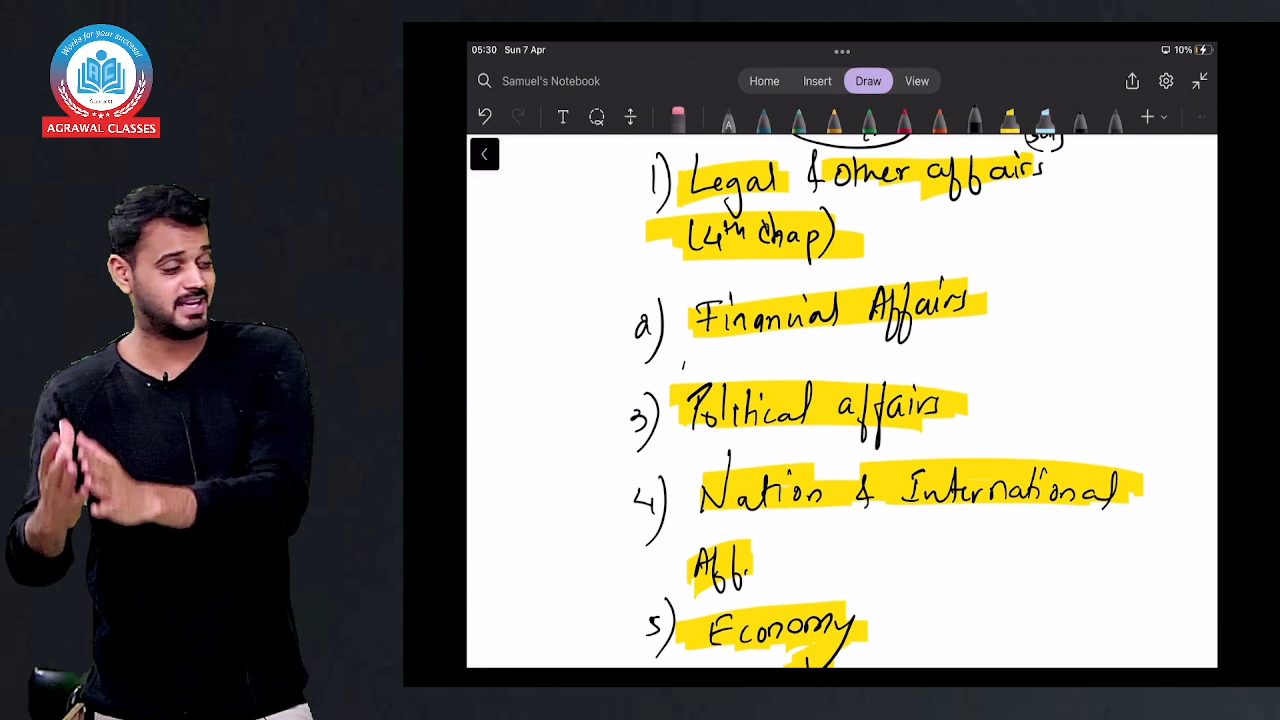 Works for your success!
AC
AGRAWAL CLASSES
05:30 Sun 7 Apr
10%
Samuel's Notebook
Home Insert Draw View
T
A
1) Legal & other affairs
(4th chap)
2) Financial Affairs
3) Political affairs
4) Nation & International
Aff.
5) Economy